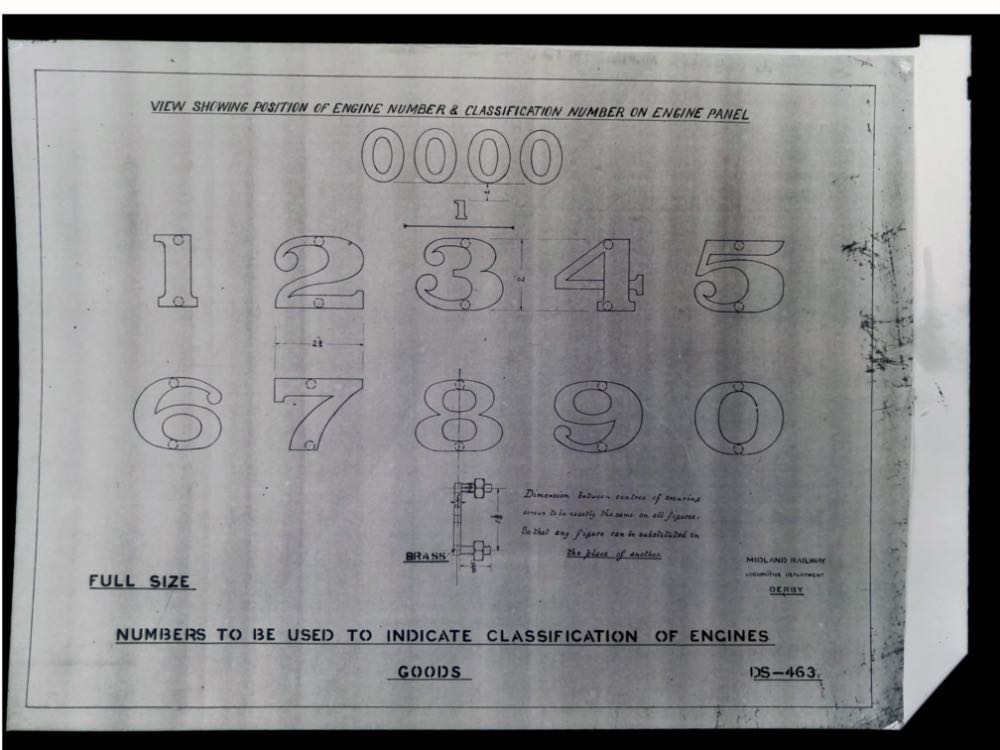 VIEW SHOWING POSITION OF ENGINE NUMBER & CLASSIFICATION NUMBER ON ENGINE PANEL
0000
1
1 2 3 4 5
2
6 7 8 9 0
Dimension between centres of securing
screws to be exactly the same on all figures.
So that any figure can be substituted in
the place of another
BRASS
MIDLAND RAILWAY
LOCOMOTIVE DEPARTMENT
DERBY
FULL SIZE
NUMBERS TO BE USED TO INDICATE CLASSIFICATION OF ENGINES
GOODS
DS-463.